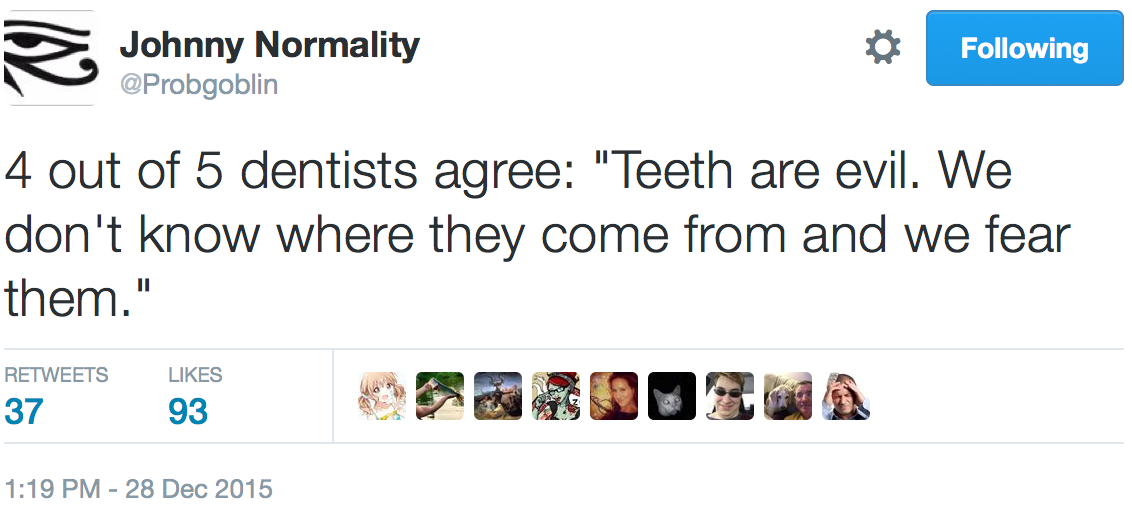 Johnny Normality
@Probgoblin
Following
4 out of 5 dentists agree: "Teeth are evil. We
don't know where they come from and we fear
them."
RETWEETS
37
LIKES
93
1:19 PM - 28 Dec 2015